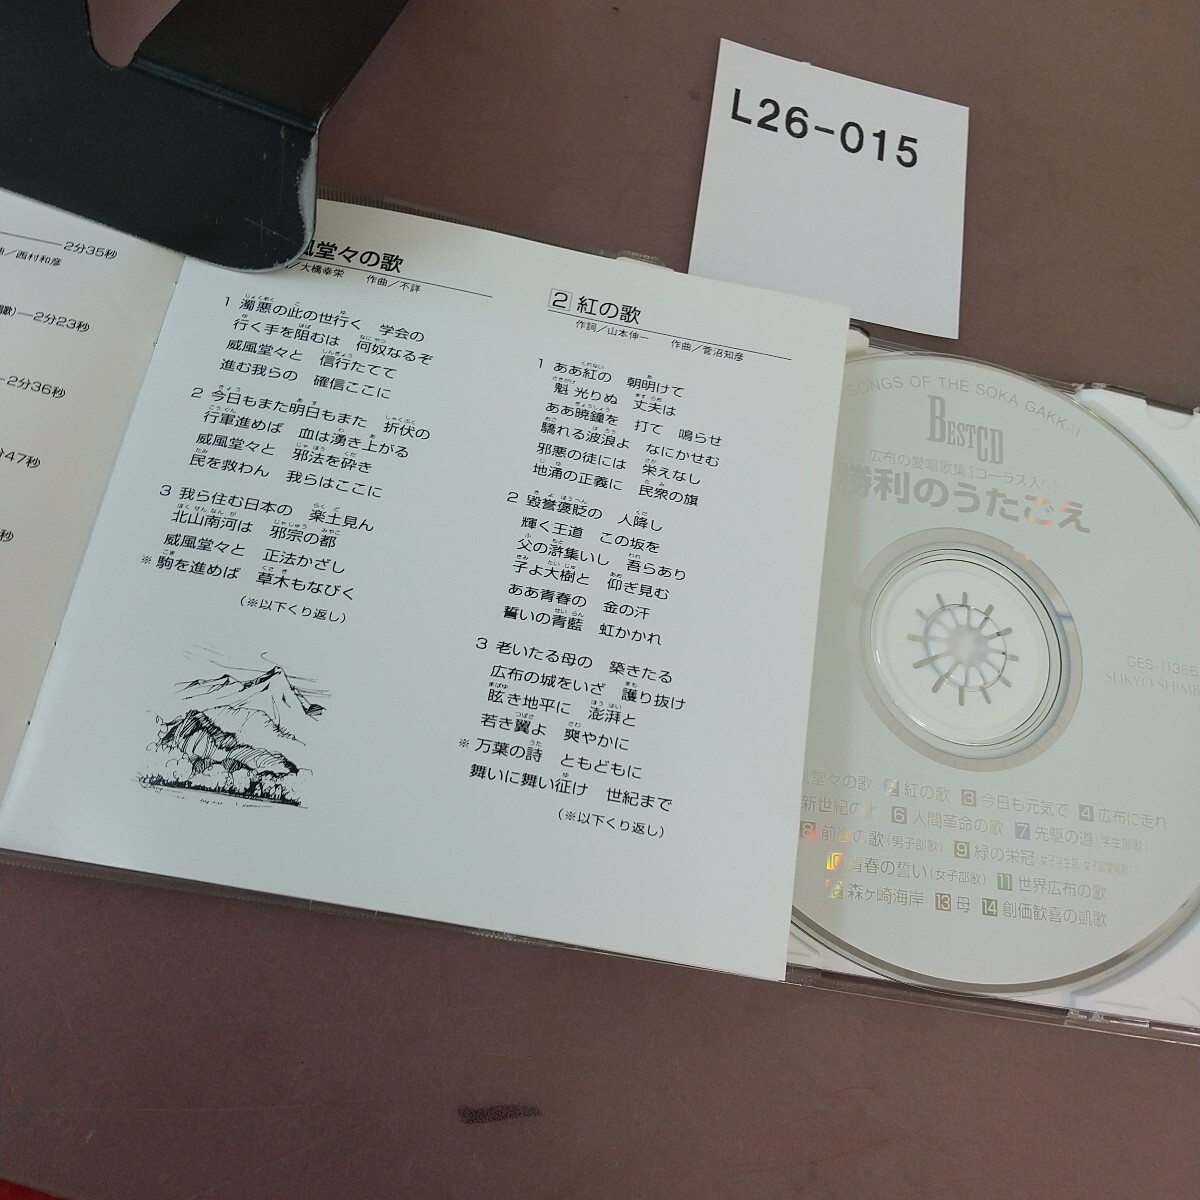 L26-015
2分35秒
曲／西村和彦
2分23秒
2分36秒
分47秒
秒
風堂々の歌
／大橋幸栄　作曲／不詳
1 濁悪の此の世行く　学会の
行く手を阻むは　何奴なるぞ
威風堂々と　信行たてて
進む我らの　確信ここに
2 今日もまた明日もまた　折伏の
行軍進めば　血は湧き上がる
威風堂々と　邪法を砕き
民を救わん　我らはここに
3 我ら住む日本の　楽土見ん
北山南河は　邪宗の都
威風堂々と　正法かざし
※ 駒を進めば　草木もなびく
（※以下くり返し）
2 紅の歌
作詞／山本伸一　作曲／菅沼知彦
1 ああ紅の　朝明けて
魁 光りぬ　丈夫は
ああ暁鐘を　打て　鳴らせ
驕れる波浪よ　なにかせむ
邪悪の徒には　栄えなし
地涌の正義に　民衆の旗
2 毀誉褒貶の　人降し
輝く王道　この坂を
父の滸集いし　吾らあり
子よ大樹と　仰ぎ見む
ああ青春の　金の汗
誓いの青藍　虹かかれ
3 老いたる母の　築きたる
広布の城をいざ　護り抜け
眩き地平に　澎湃と
若き翼よ　爽やかに
※ 万葉の詩　ともどもに
舞いに舞い征け　世紀まで
（※以下くり返し）
SONGS OF THE SOKA GAKKAI
BEST CD
広布の愛唱歌集［コーラス入
勝利のうたごえ
GES-11366
SEIKYO SHIMB
風堂々の歌 2 紅の歌 3 今日も元気で 4 広布に走れ
新世紀の 6 人間革命の歌 7 先駆の道（学生部歌）
8 前 の歌（男子部歌） 9 緑の栄冠
10 青春の誓い（女子部歌） 11 世界広布の歌
12 森ヶ崎海岸 13 母 14 創価歓喜の凱歌